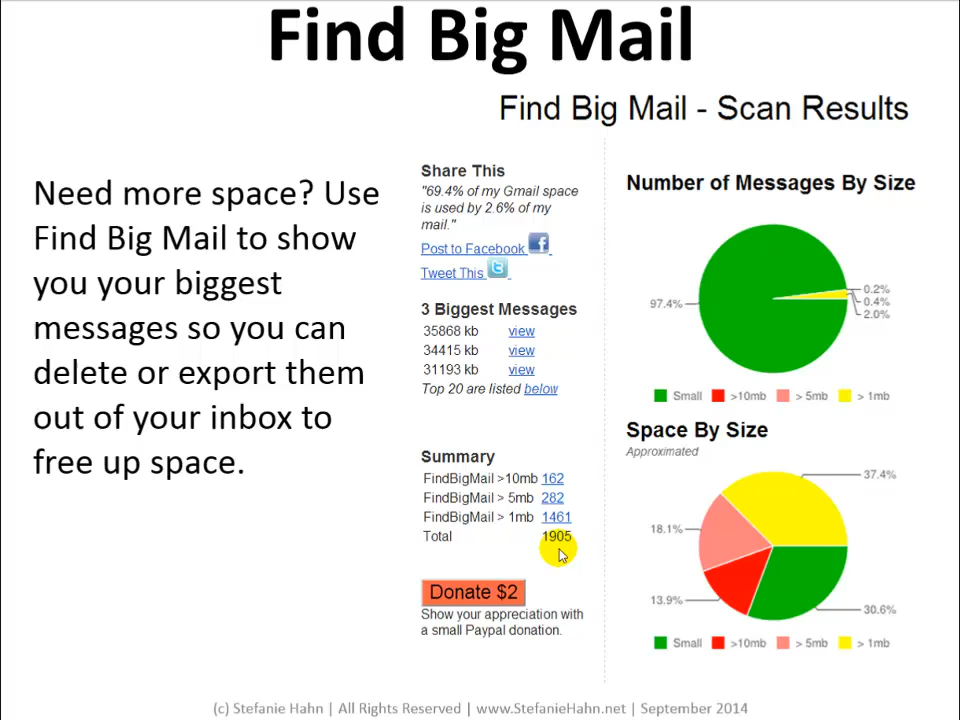 Find Big Mail
Find Big Mail - Scan Results
Need more space? Use
Find Big Mail to show
you your biggest
messages so you can
delete or export them
out of your inbox to
free up space.
Share This
"69.4% of my Gmail space
is used by 2.6% of my
mail."
Post to Facebook
Tweet This
3 Biggest Messages
35868 kb view
34415 kb view
31193 kb view
Top 20 are listed below
Summary
FindBigMail >10mb 162
FindBigMail > 5mb 282
FindBigMail > 1mb 1461
Total 1905
Donate $2
Show your appreciation with
a small Paypal donation.
Number of Messages By Size
97.4%
0.2%
0.4%
2.0%
Small >10mb > 5mb > 1mb
Space By Size
Approximated
37.4%
18.1%
13.9%
30.6%
Small >10mb > 5mb > 1mb
(c) Stefanie Hahn | All Rights Reserved | www.StefanieHahn.net | September 2014